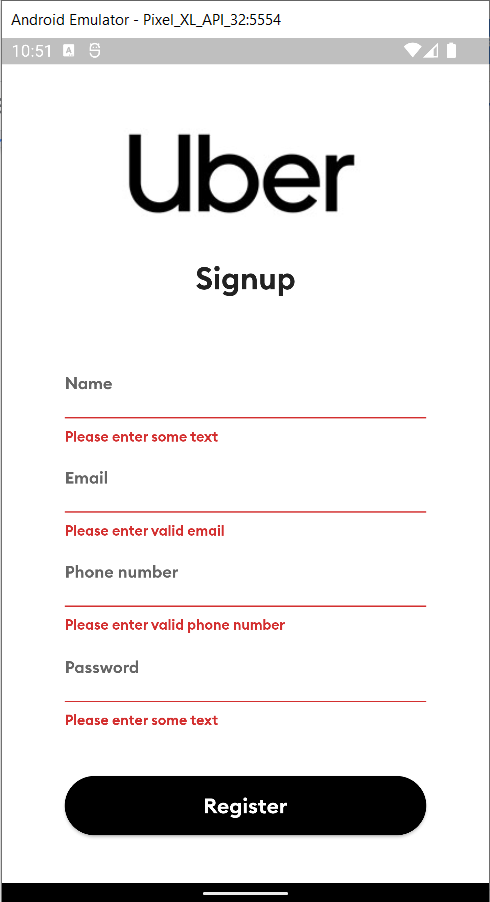 Android Emulator - Pixel_XL_API_32:5554
10:51 A S
Uber
Signup
Name
Please enter some text
Email
Please enter valid email
Phone number
Please enter valid phone number
Password
Please enter some text
Register